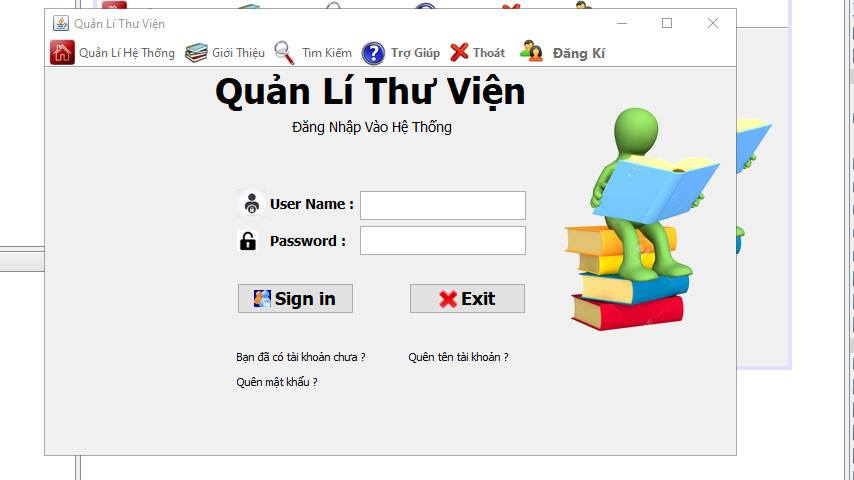 Quản Lí Thư Viện
Quản Lí Hệ Thống Giới Thiệu Tìm Kiếm Trợ Giúp Thoát Đăng Kí
Quản Lí Thư Viện
Đăng Nhập Vào Hệ Thống
User Name :
Password :
Sign in Exit
Bạn đã có tài khoản chưa ? Quên tên tài khoản ?
Quên mật khẩu ?